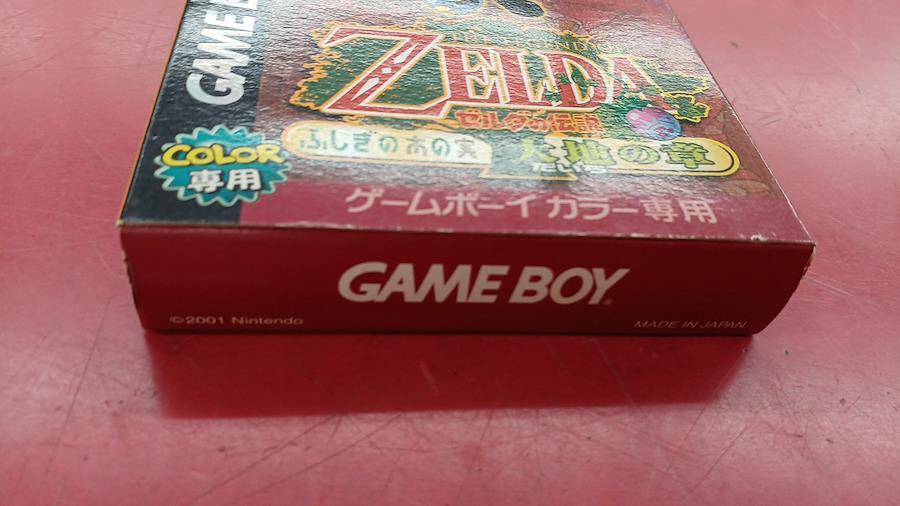 GAME B
THE LEGEND OF
ZELDA
ゼルダの伝説
ふしぎの木の実
大地の章
COLOR
専用
ゲームボーイ カラー専用
GAME BOY
©2001 Nintendo
MADE IN JAPAN